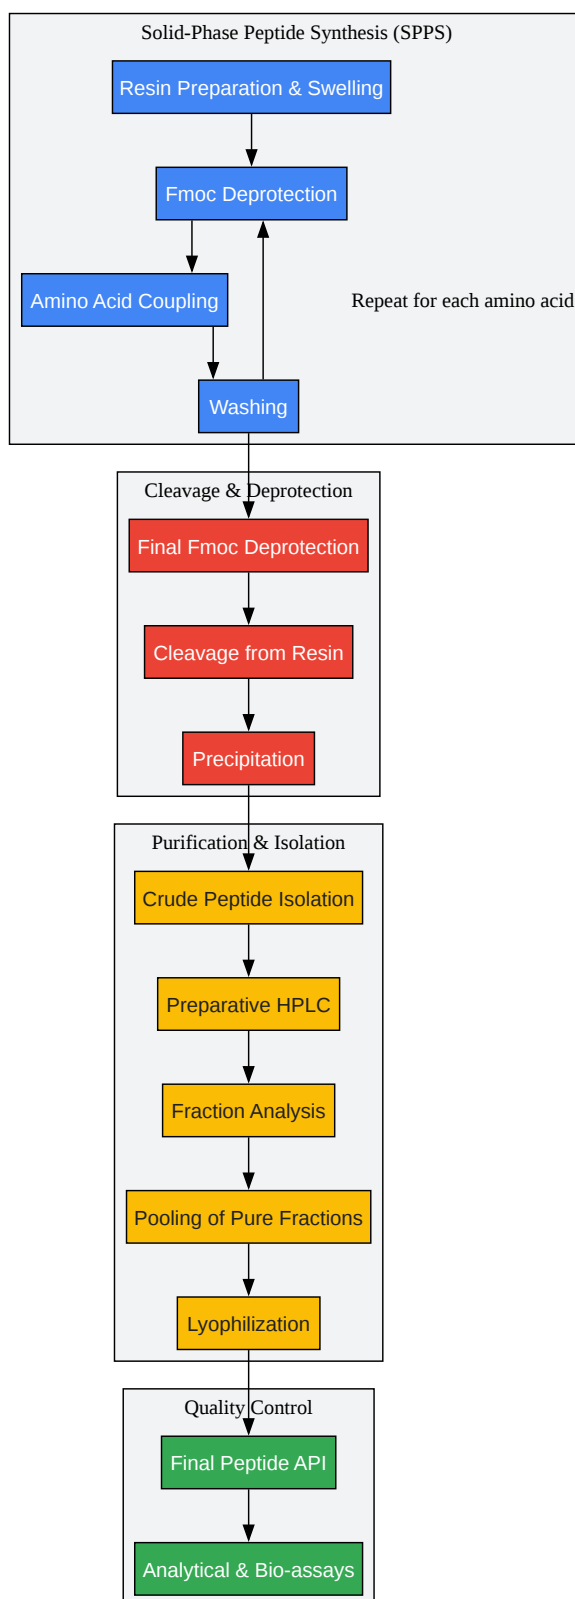 Solid-Phase Peptide Synthesis (SPPS)
Resin Preparation & Swelling
Fmoc Deprotection
Amino Acid Coupling
Repeat for each amino acid
Washing
Cleavage & Deprotection
Final Fmoc Deprotection
Cleavage from Resin
Precipitation
Purification & Isolation
Crude Peptide Isolation
Preparative HPLC
Fraction Analysis
Pooling of Pure Fractions
Lyophilization
Quality Control
Final Peptide API
Analytical & Bio-assays